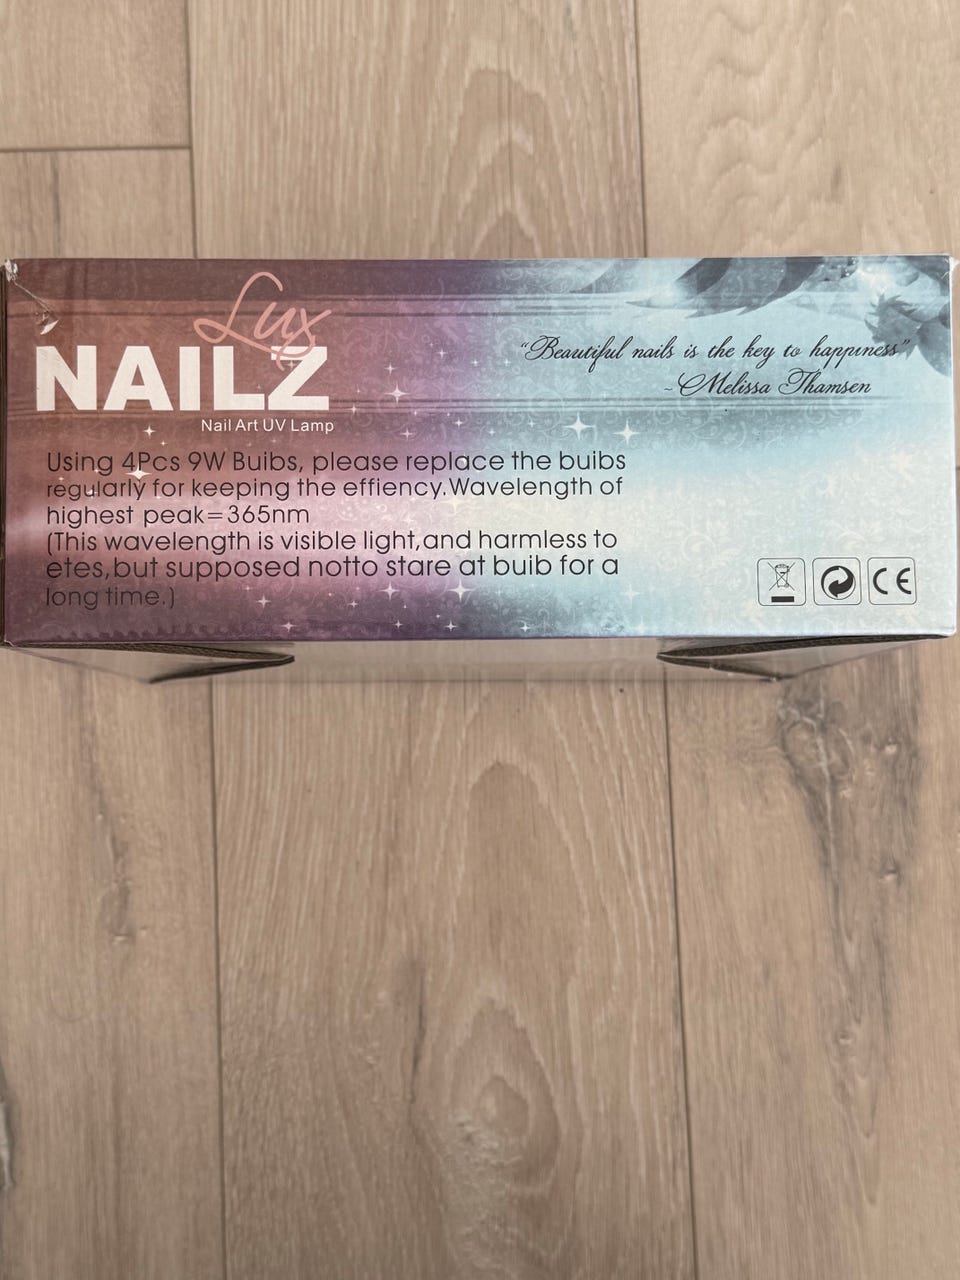 Lux
NAILZ
Nail Art UV Lamp
"Beautiful nails is the key to happıness"
~Melissa Thamsen
Using 4Pcs 9W Buibs, please replace the buibs
regularly for keeping the effiency.Wavelength of
highest peak=365nm
(This wavelength is visible light,and harmless to
etes,but supposed notto stare at buib for a
long time.)
CE